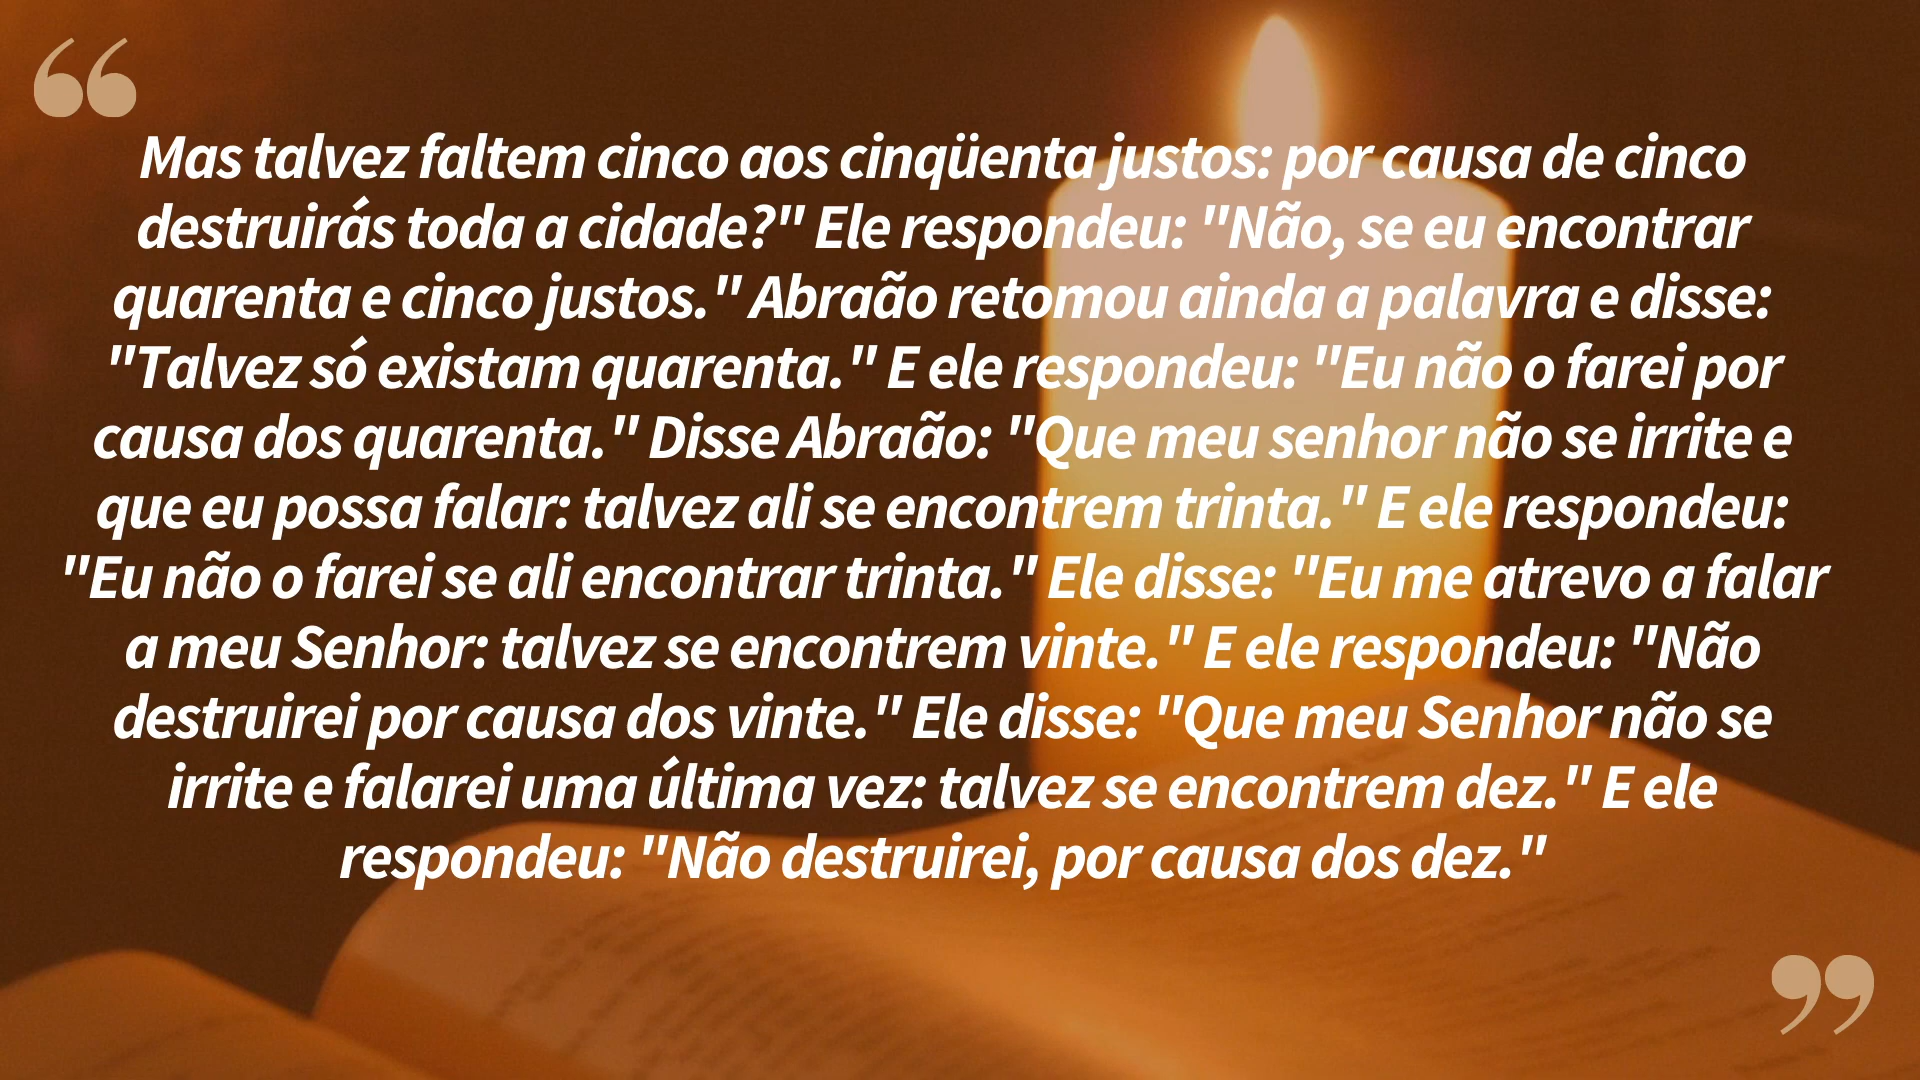 Mas talvez faltem cinco aos cinqüenta justos: por causa de cinco
destruirás toda a cidade?" Ele respondeu: "Não, se eu encontrar
quarenta e cinco justos." Abraão retomou ainda a palavra e disse:
"Talvez só existam quarenta." E ele respondeu: "Eu não o farei por
causa dos quarenta." Disse Abraão: "Que meu senhor não se irrite e
que eu possa falar: talvez ali se encontrem trinta." E ele respondeu:
"Eu não o farei se ali encontrar trinta." Ele disse: "Eu me atrevo a falar
a meu Senhor: talvez se encontrem vinte." E ele respondeu: "Não
destruirei por causa dos vinte." Ele disse: "Que meu Senhor não se
irrite e falarei uma última vez: talvez se encontrem dez." E ele
respondeu: "Não destruirei, por causa dos dez."